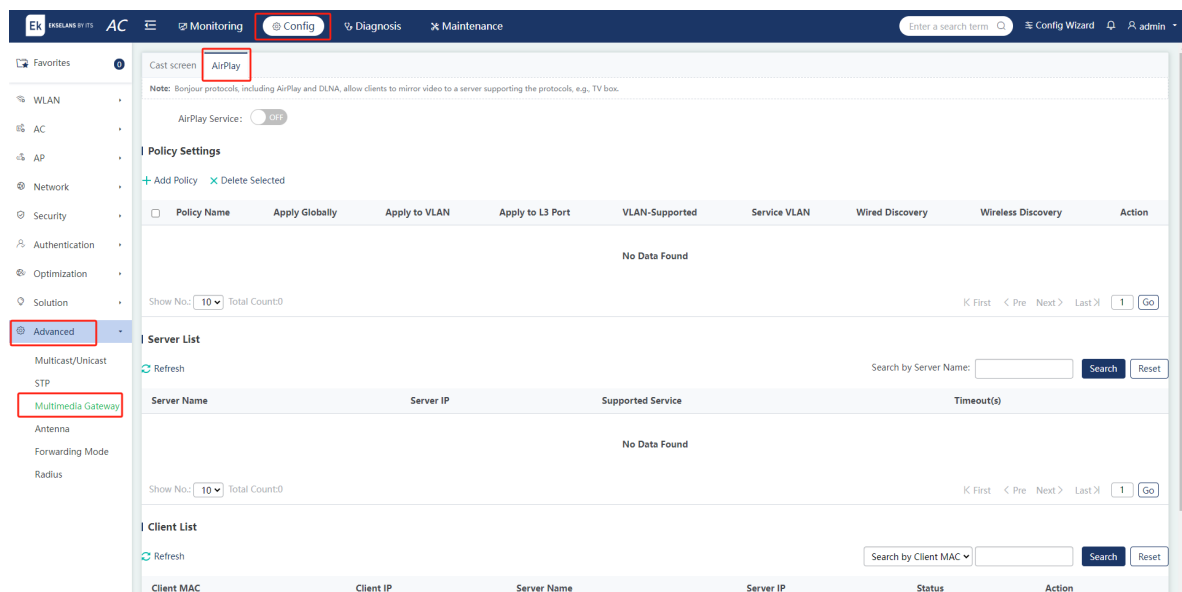 Ek EKSELANS BY ITS AC Monitoring Config Diagnosis Maintenance Enter a search term Config Wizard admin
Favorites 0
WLAN
AC
AP
Network
Security
Authentication
Optimization
Solution
Advanced
Multicast/Unicast
STP
Multimedia Gateway
Antenna
Forwarding Mode
Radius
Cast screen AirPlay
Note: Bonjour protocols, including AirPlay and DLNA, allow clients to mirror video to a server supporting the protocols, e.g., TV box.
AirPlay Service: OFF
Policy Settings
Add Policy Delete Selected
Policy Name Apply Globally Apply to VLAN Apply to L3 Port VLAN-Supported Service VLAN Wired Discovery Wireless Discovery Action
No Data Found
Show No.: 10 Total Count:0 First Pre Next Last 1 Go
Server List
Refresh Search by Server Name: Search Reset
Server Name Server IP Supported Service Timeout(s)
No Data Found
Show No.: 10 Total Count:0 First Pre Next Last 1 Go
Client List
Refresh Search by Client MAC Search Reset
Client MAC Client IP Server Name Server IP Status Action